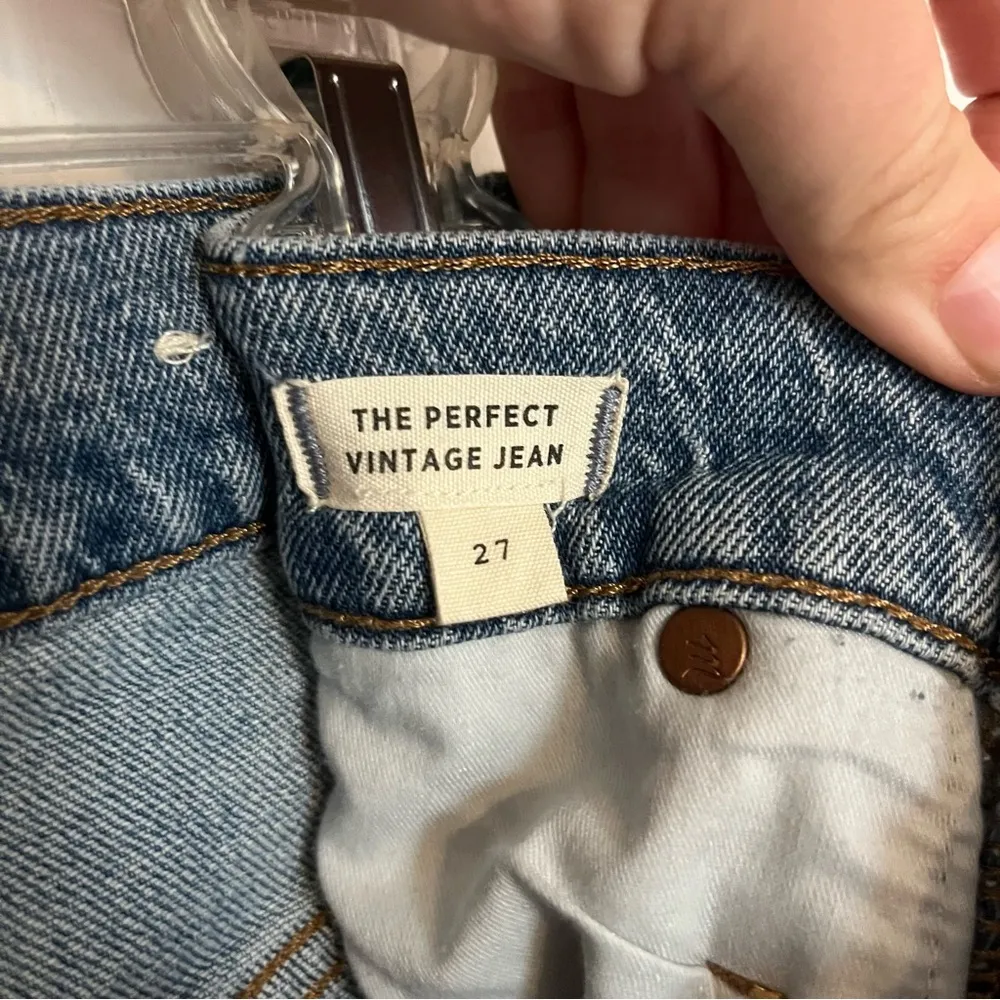 THE PERFECT
VINTAGE JEAN
27
m